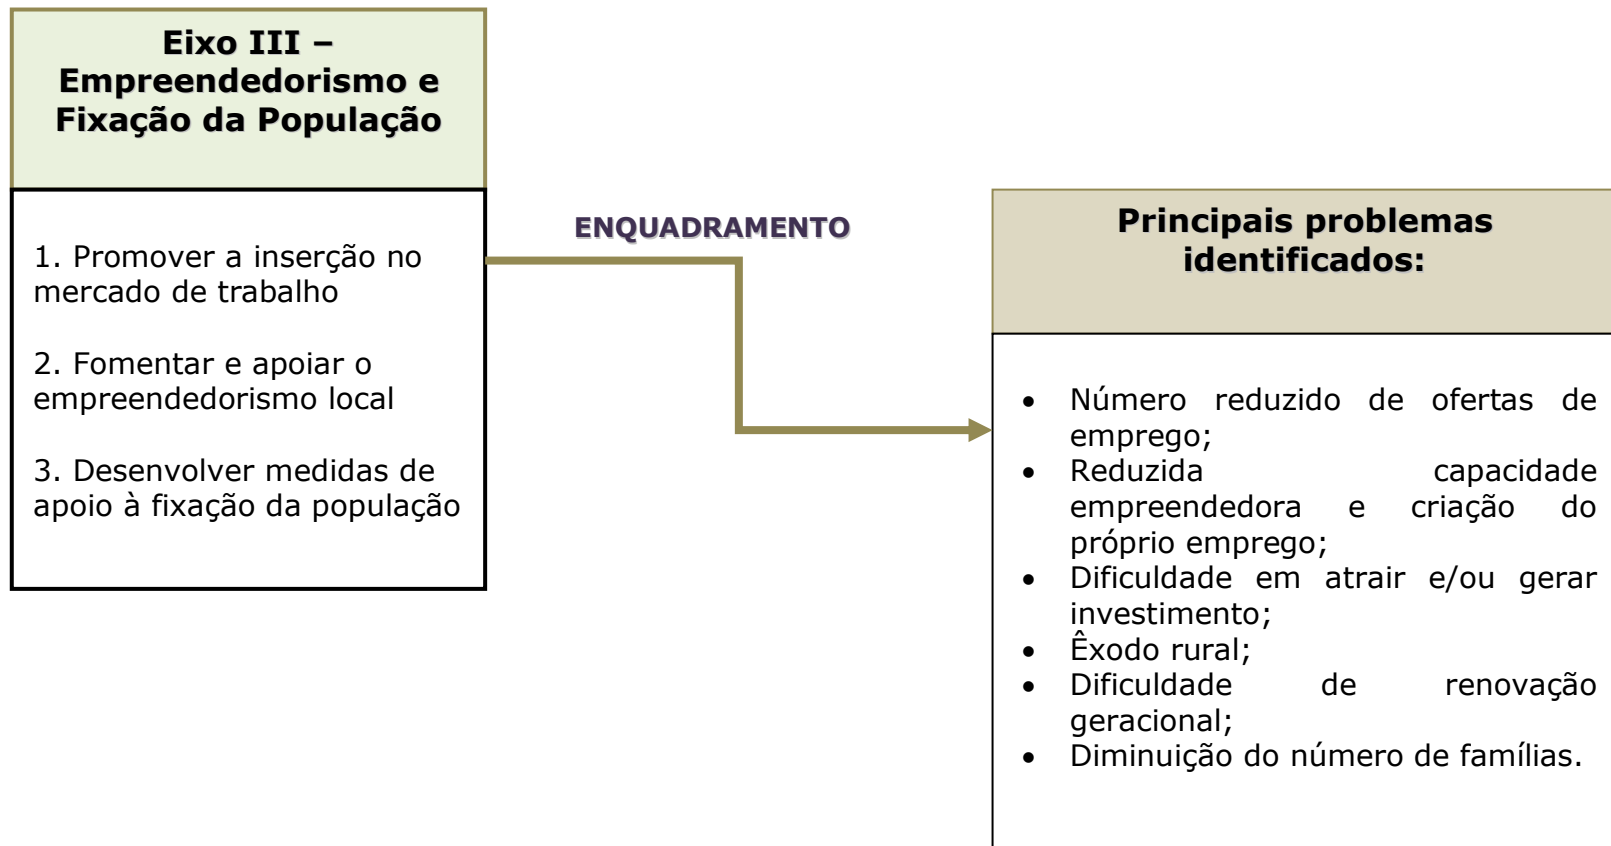 Eixo III –
Empreendedorismo e
Fixação da População
1. Promover a inserção no
mercado de trabalho
2. Fomentar e apoiar o
empreendedorismo local
3. Desenvolver medidas de
apoio à fixação da população
ENQUADRAMENTO
Principais problemas
identificados:
• Número reduzido de ofertas de
emprego;
• Reduzida capacidade
empreendedora e criação do
próprio emprego;
• Dificuldade em atrair e/ou gerar
investimento;
• Êxodo rural;
• Dificuldade de renovação
geracional;
• Diminuição do número de famílias.